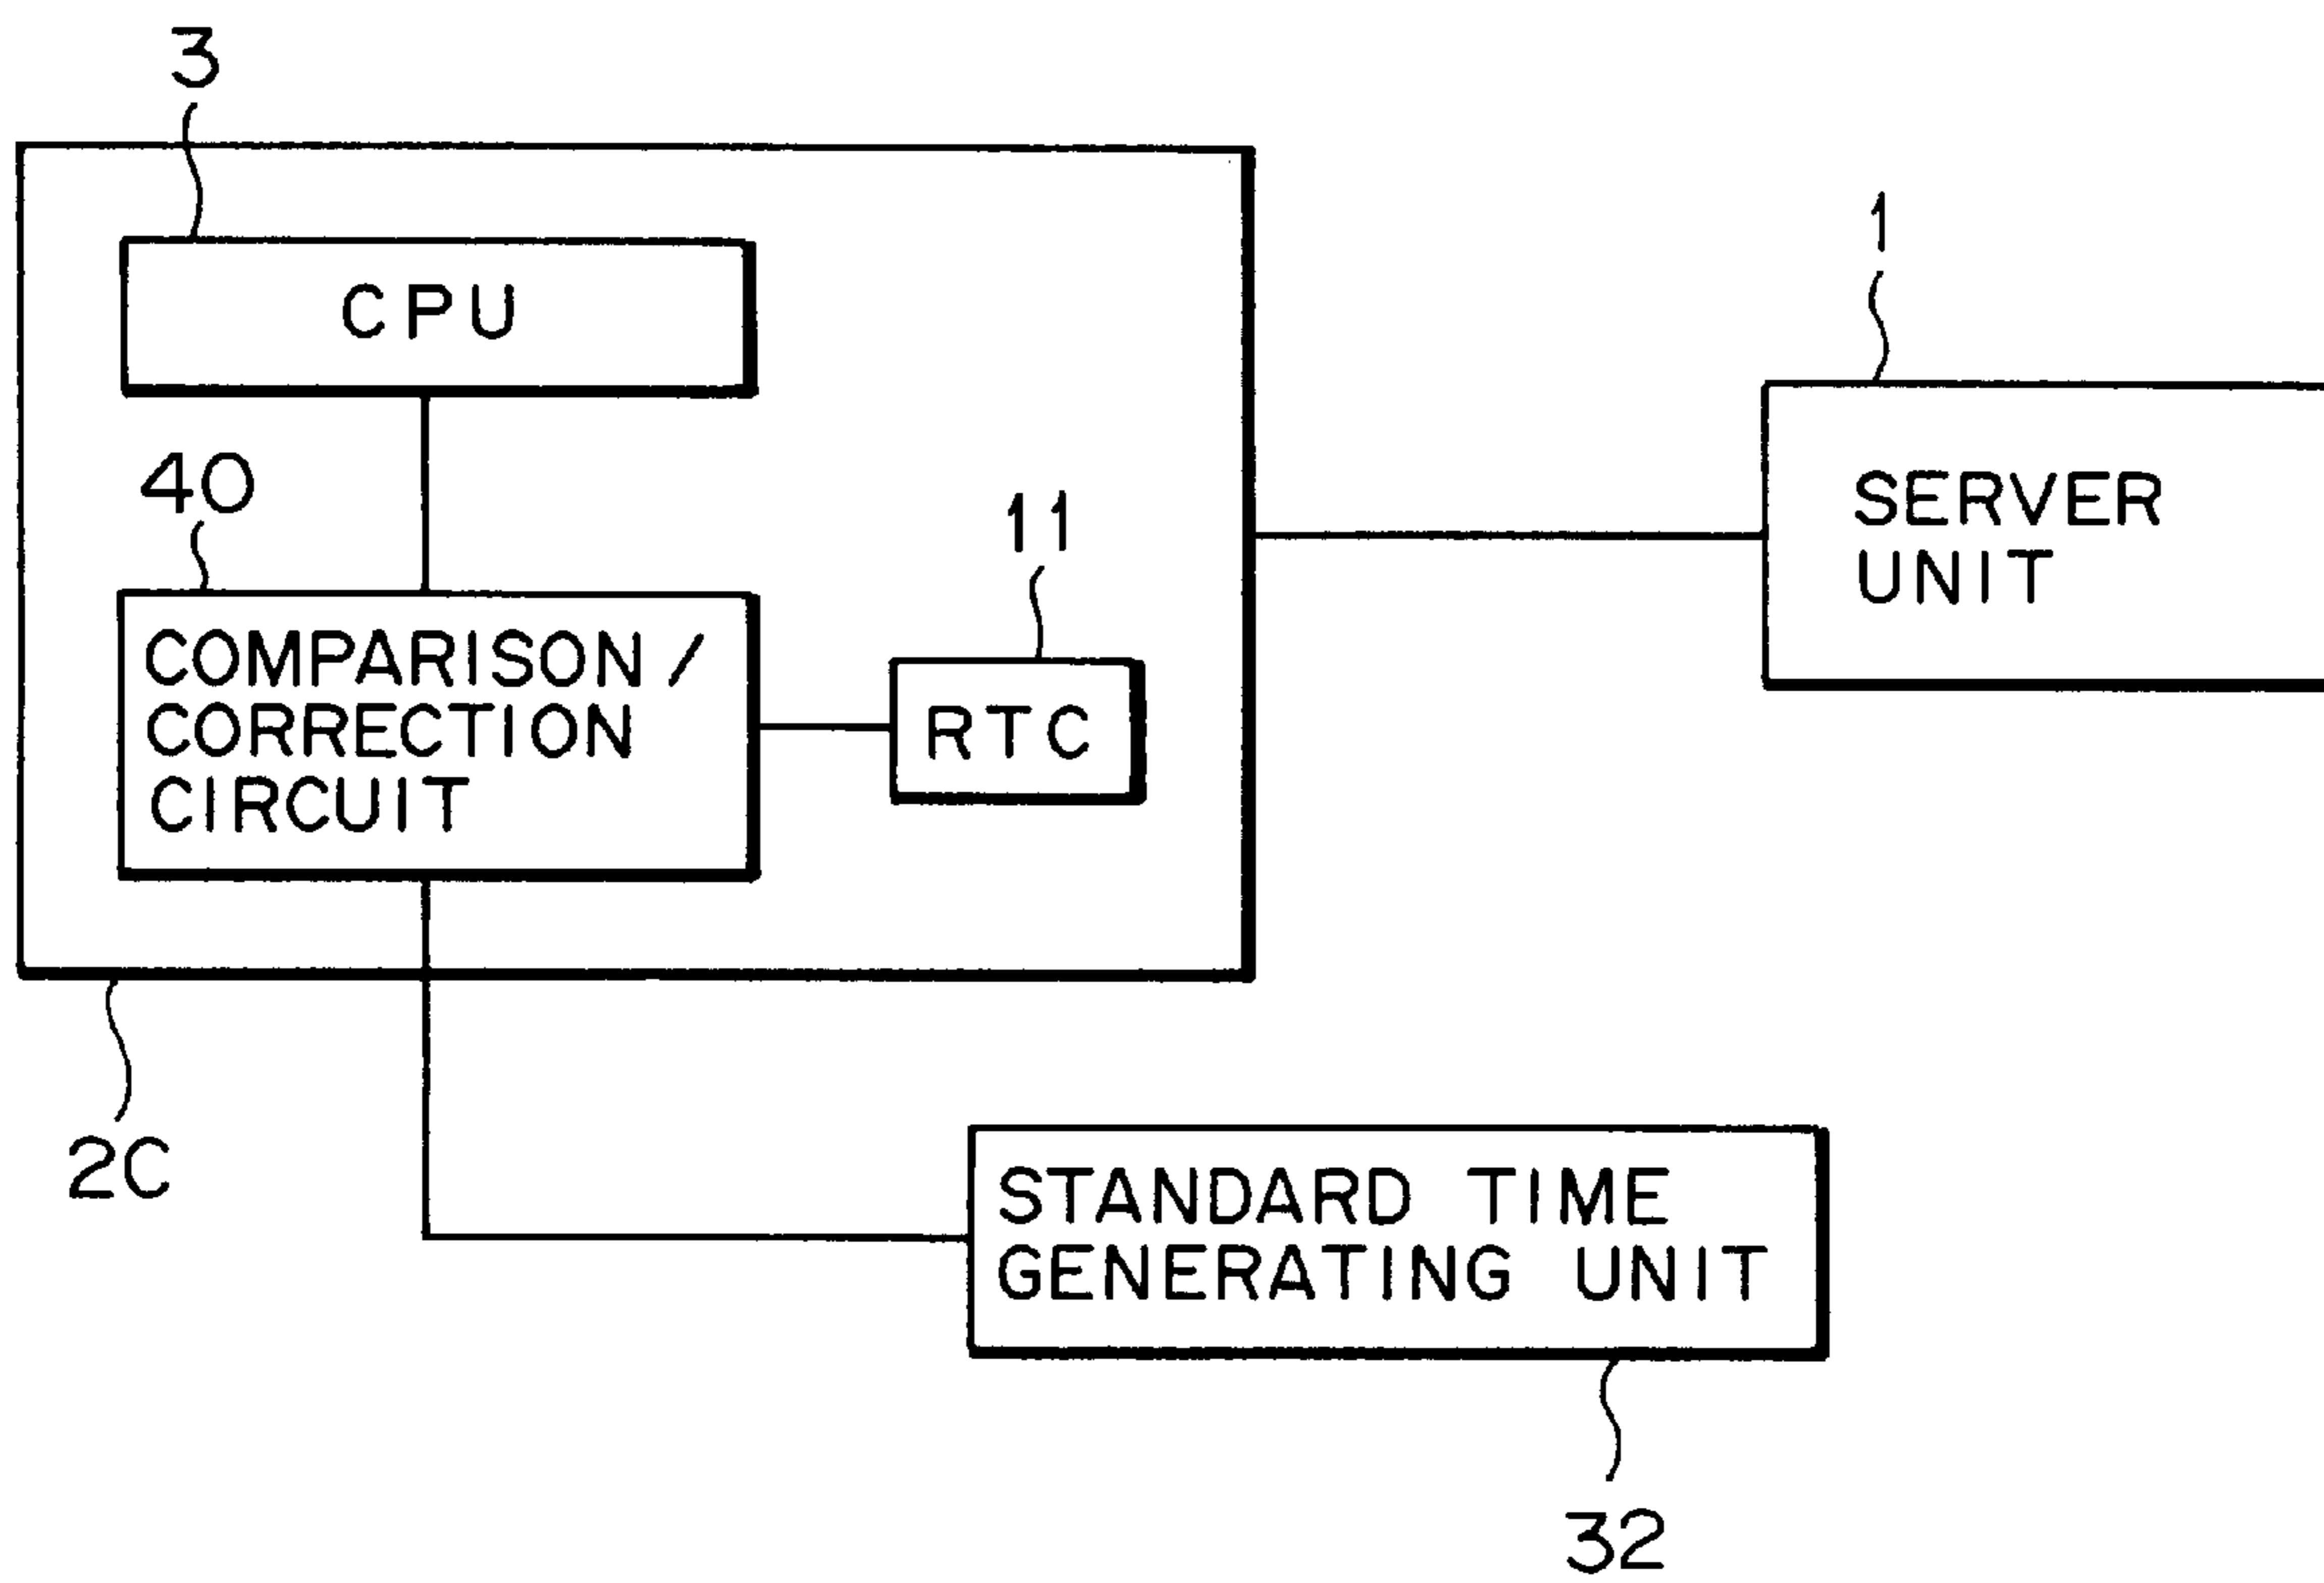 3
CPU
1
40
11
SERVER
UNIT
COMPARISON/
CORRECTION
CIRCUIT
RTC
2C
STANDARD TIME
GENERATING UNIT
32